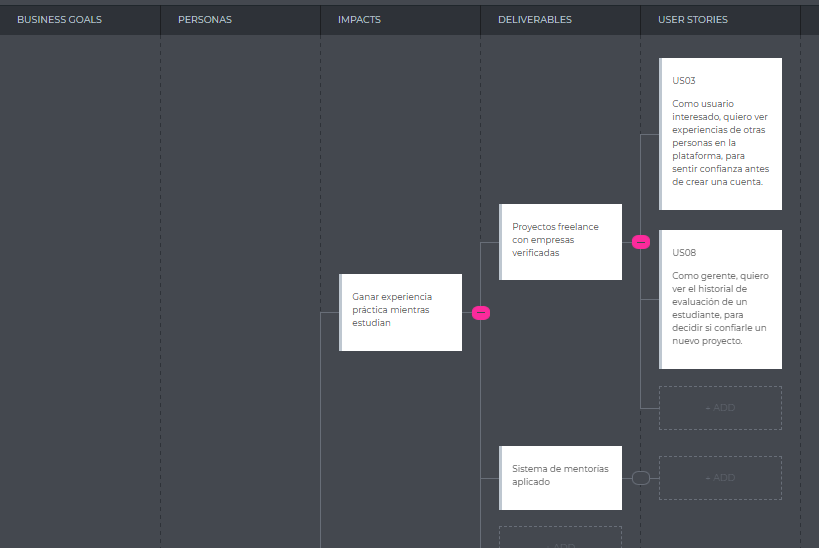 BUSINESS GOALS
PERSONAS
IMPACTS
DELIVERABLES
USER STORIES
US03
Como usuario
interesado, quiero ver
experiencias de otras
personas en la
plataforma, para
sentir confianza antes
de crear una cuenta.
Proyectos freelance
con empresas
verificadas
US08
Como gerente, quiero
ver el historial de
evaluación de un
estudiante, para
decidir si confiarle un
nuevo proyecto.
Ganar experiencia
práctica mientras
estudian
+ ADD
Sistema de mentorías
aplicado
+ ADD
ADD